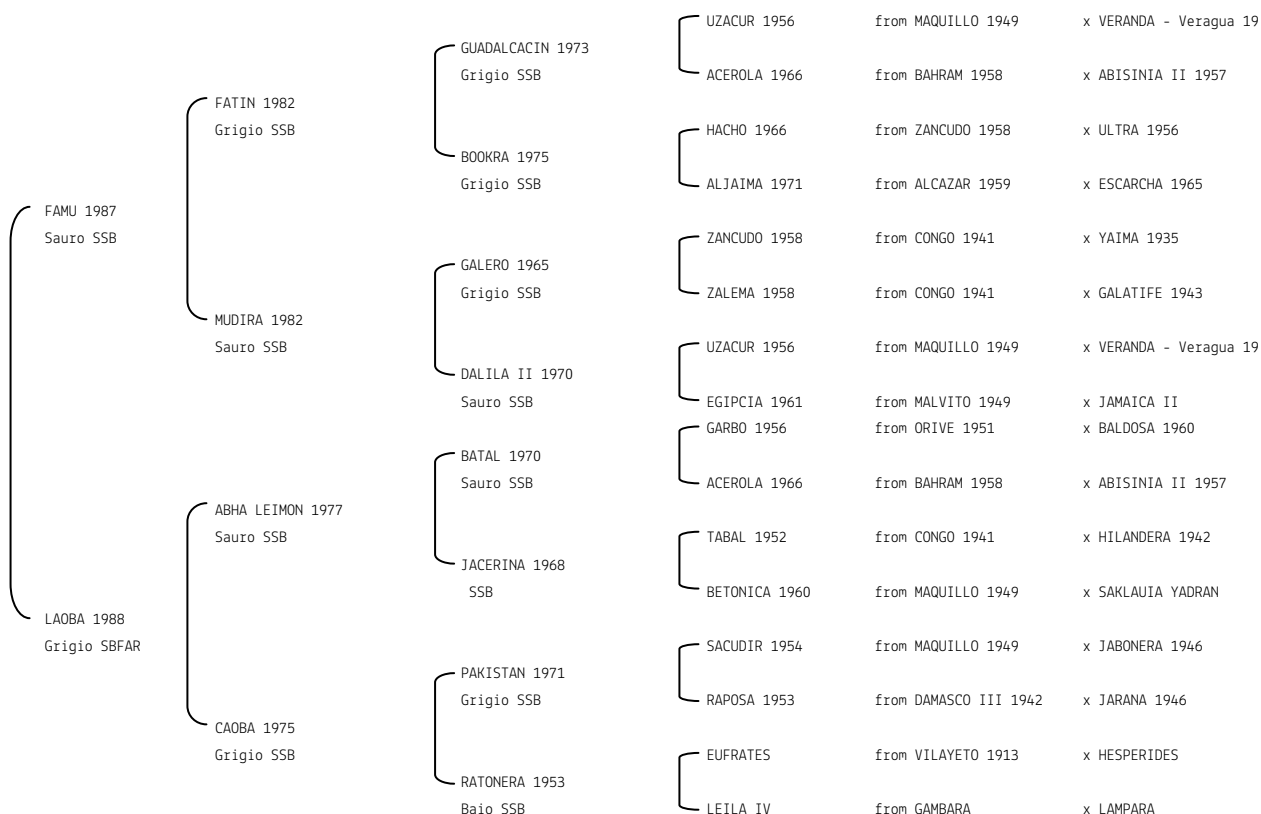 UZACUR 1956 from MAQUILLO 1949 x VERANDA - Veragua 19
GUADALCACIN 1973
Grigio SSB ACEROLA 1966 from BAHRAM 1958 x ABISINIA II 1957
FATIN 1982
Grigio SSB HACHO 1966 from ZANCUDO 1958 x ULTRA 1956
BOOKRA 1975
Grigio SSB ALJAIMA 1971 from ALCAZAR 1959 x ESCARCHA 1965
FAMU 1987
Sauro SSB ZANCUDO 1958 from CONGO 1941 x YAIMA 1935
GALERO 1965
Grigio SSB ZALEMA 1958 from CONGO 1941 x GALATIFE 1943
MUDIRA 1982
Sauro SSB UZACUR 1956 from MAQUILLO 1949 x VERANDA - Veragua 19
DALILA II 1970
Sauro SSB EGIPCIA 1961 from MALVITO 1949 x JAMAICA II
GARBO 1956 from ORIVE 1951 x BALDOSA 1960
BATAL 1970
Sauro SSB ACEROLA 1966 from BAHRAM 1958 x ABISINIA II 1957
ABHA LEIMON 1977
Sauro SSB TABAL 1952 from CONGO 1941 x HILANDERA 1942
JACERINA 1968
SSB BETONICA 1960 from MAQUILLO 1949 x SAKLAUIA YADRAN
LAOBA 1988
Grigio SBFAR SACUDIR 1954 from MAQUILLO 1949 x JABONERA 1946
PAKISTAN 1971
Grigio SSB RAPOSA 1953 from DAMASCO III 1942 x JARANA 1946
CAOBA 1975
Grigio SSB EUFRATES from VILAYETO 1913 x HESPERIDES
RATONERA 1953
Baio SSB LEILA IV from GAMBARA x LAMPARA